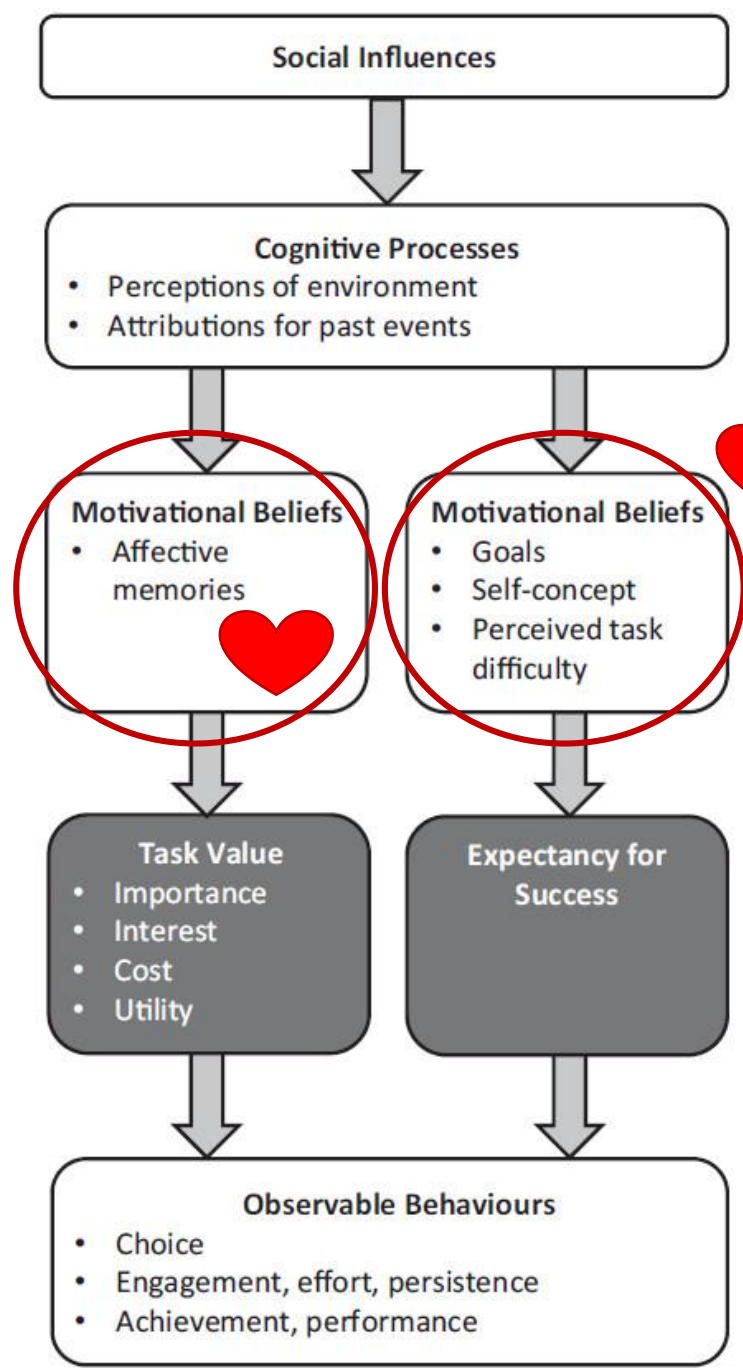 Social Influences
Cognitive Processes
• Perceptions of environment
• Attributions for past events
Motivational Beliefs
• Affective
memories
Motivational Beliefs
• Goals
• Self-concept
• Perceived task
difficulty
Task Value
• Importance
• Interest
• Cost
• Utility
Expectancy for
Success
Observable Behaviours
• Choice
• Engagement, effort, persistence
• Achievement, performance